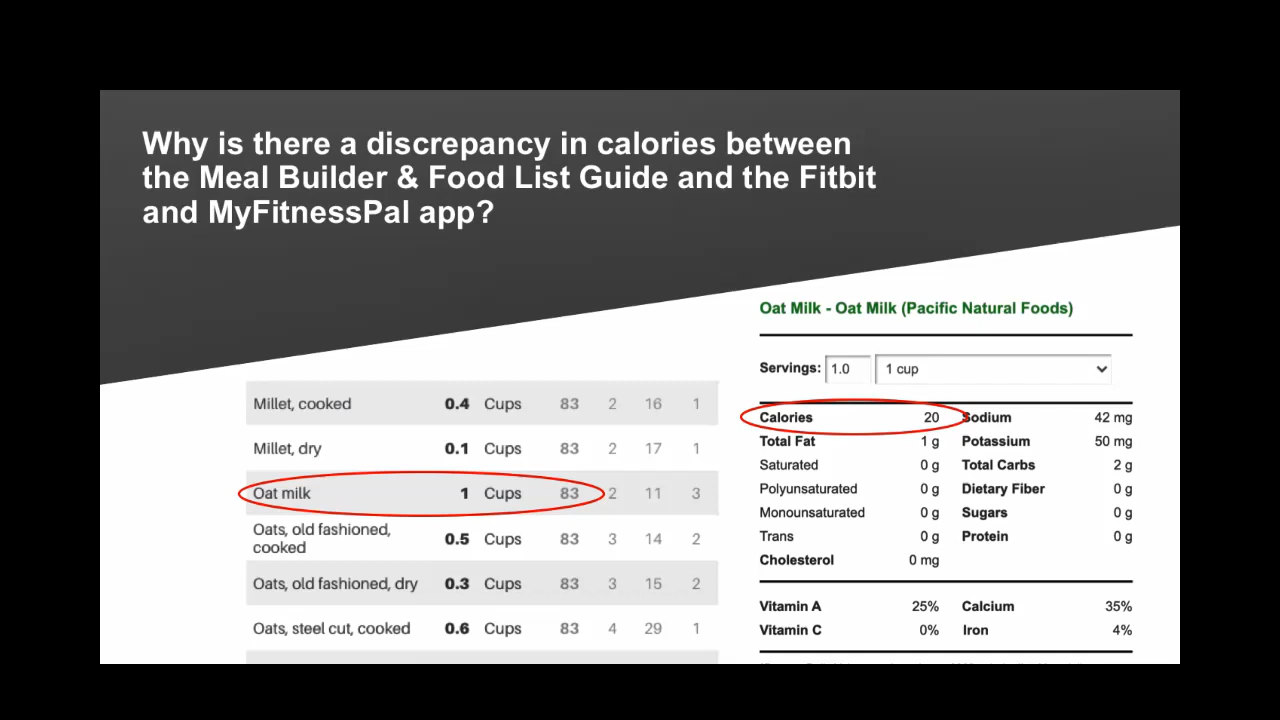 Why is there a discrepancy in calories between
the Meal Builder & Food List Guide and the Fitbit
and MyFitnessPal app?
Millet, cooked 0.4 Cups 83 2 16 1
Millet, dry 0.1 Cups 83 2 17 1
Oat milk 1 Cups 83 2 11 3
Oats, old fashioned,
cooked 0.5 Cups 83 3 14 2
Oats, old fashioned, dry 0.3 Cups 83 3 15 2
Oats, steel cut, cooked 0.6 Cups 83 4 29 1
Oat Milk - Oat Milk (Pacific Natural Foods)
Servings: 1.0 1 cup
Calories 20 Sodium 42 mg
Total Fat 1 g Potassium 50 mg
Saturated 0 g Total Carbs 2 g
Polyunsaturated 0 g Dietary Fiber 0 g
Monounsaturated 0 g Sugars 0 g
Trans 0 g Protein 0 g
Cholesterol 0 mg
Vitamin A 25% Calcium 35%
Vitamin C 0% Iron 4%